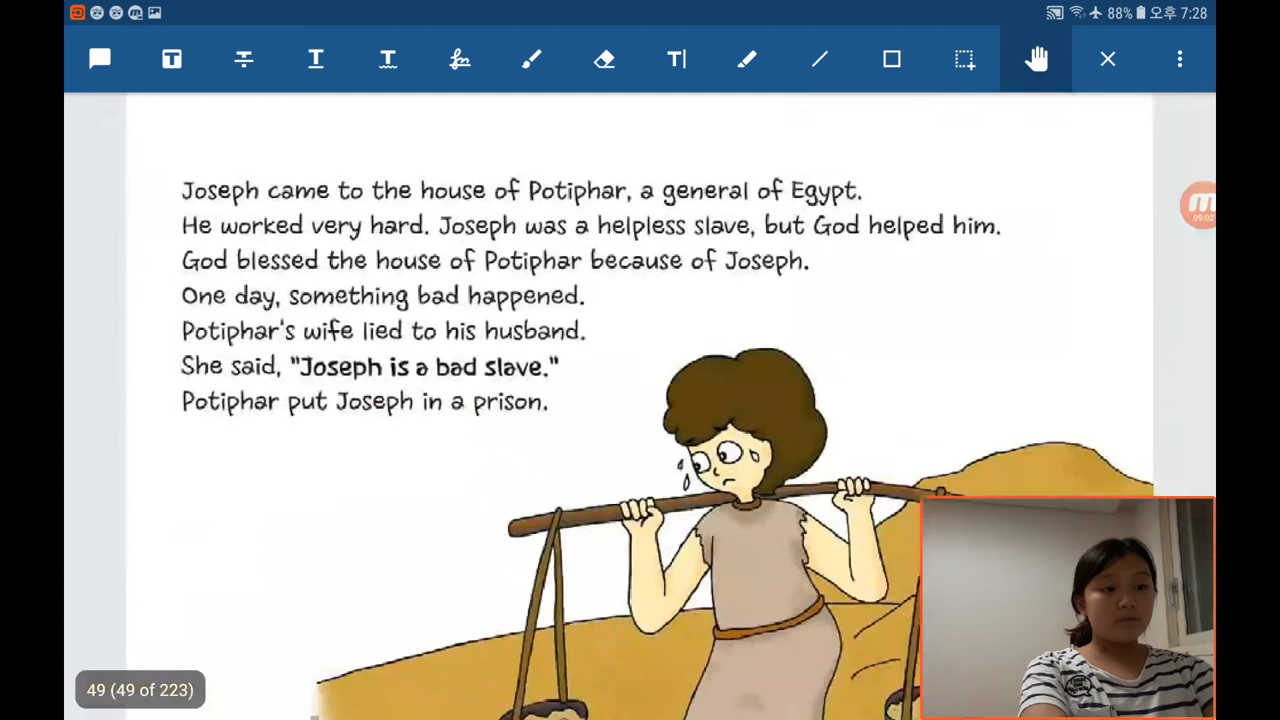 88% 오후 7:28
Joseph came to the house of Potiphar, a general of Egypt.
He worked very hard. Joseph was a helpless slave, but God helped him.
God blessed the house of Potiphar because of Joseph.
One day, something bad happened.
Potiphar's wife lied to his husband.
She said, "Joseph is a bad slave."
Potiphar put Joseph in a prison.
09:02
49 (49 of 223)